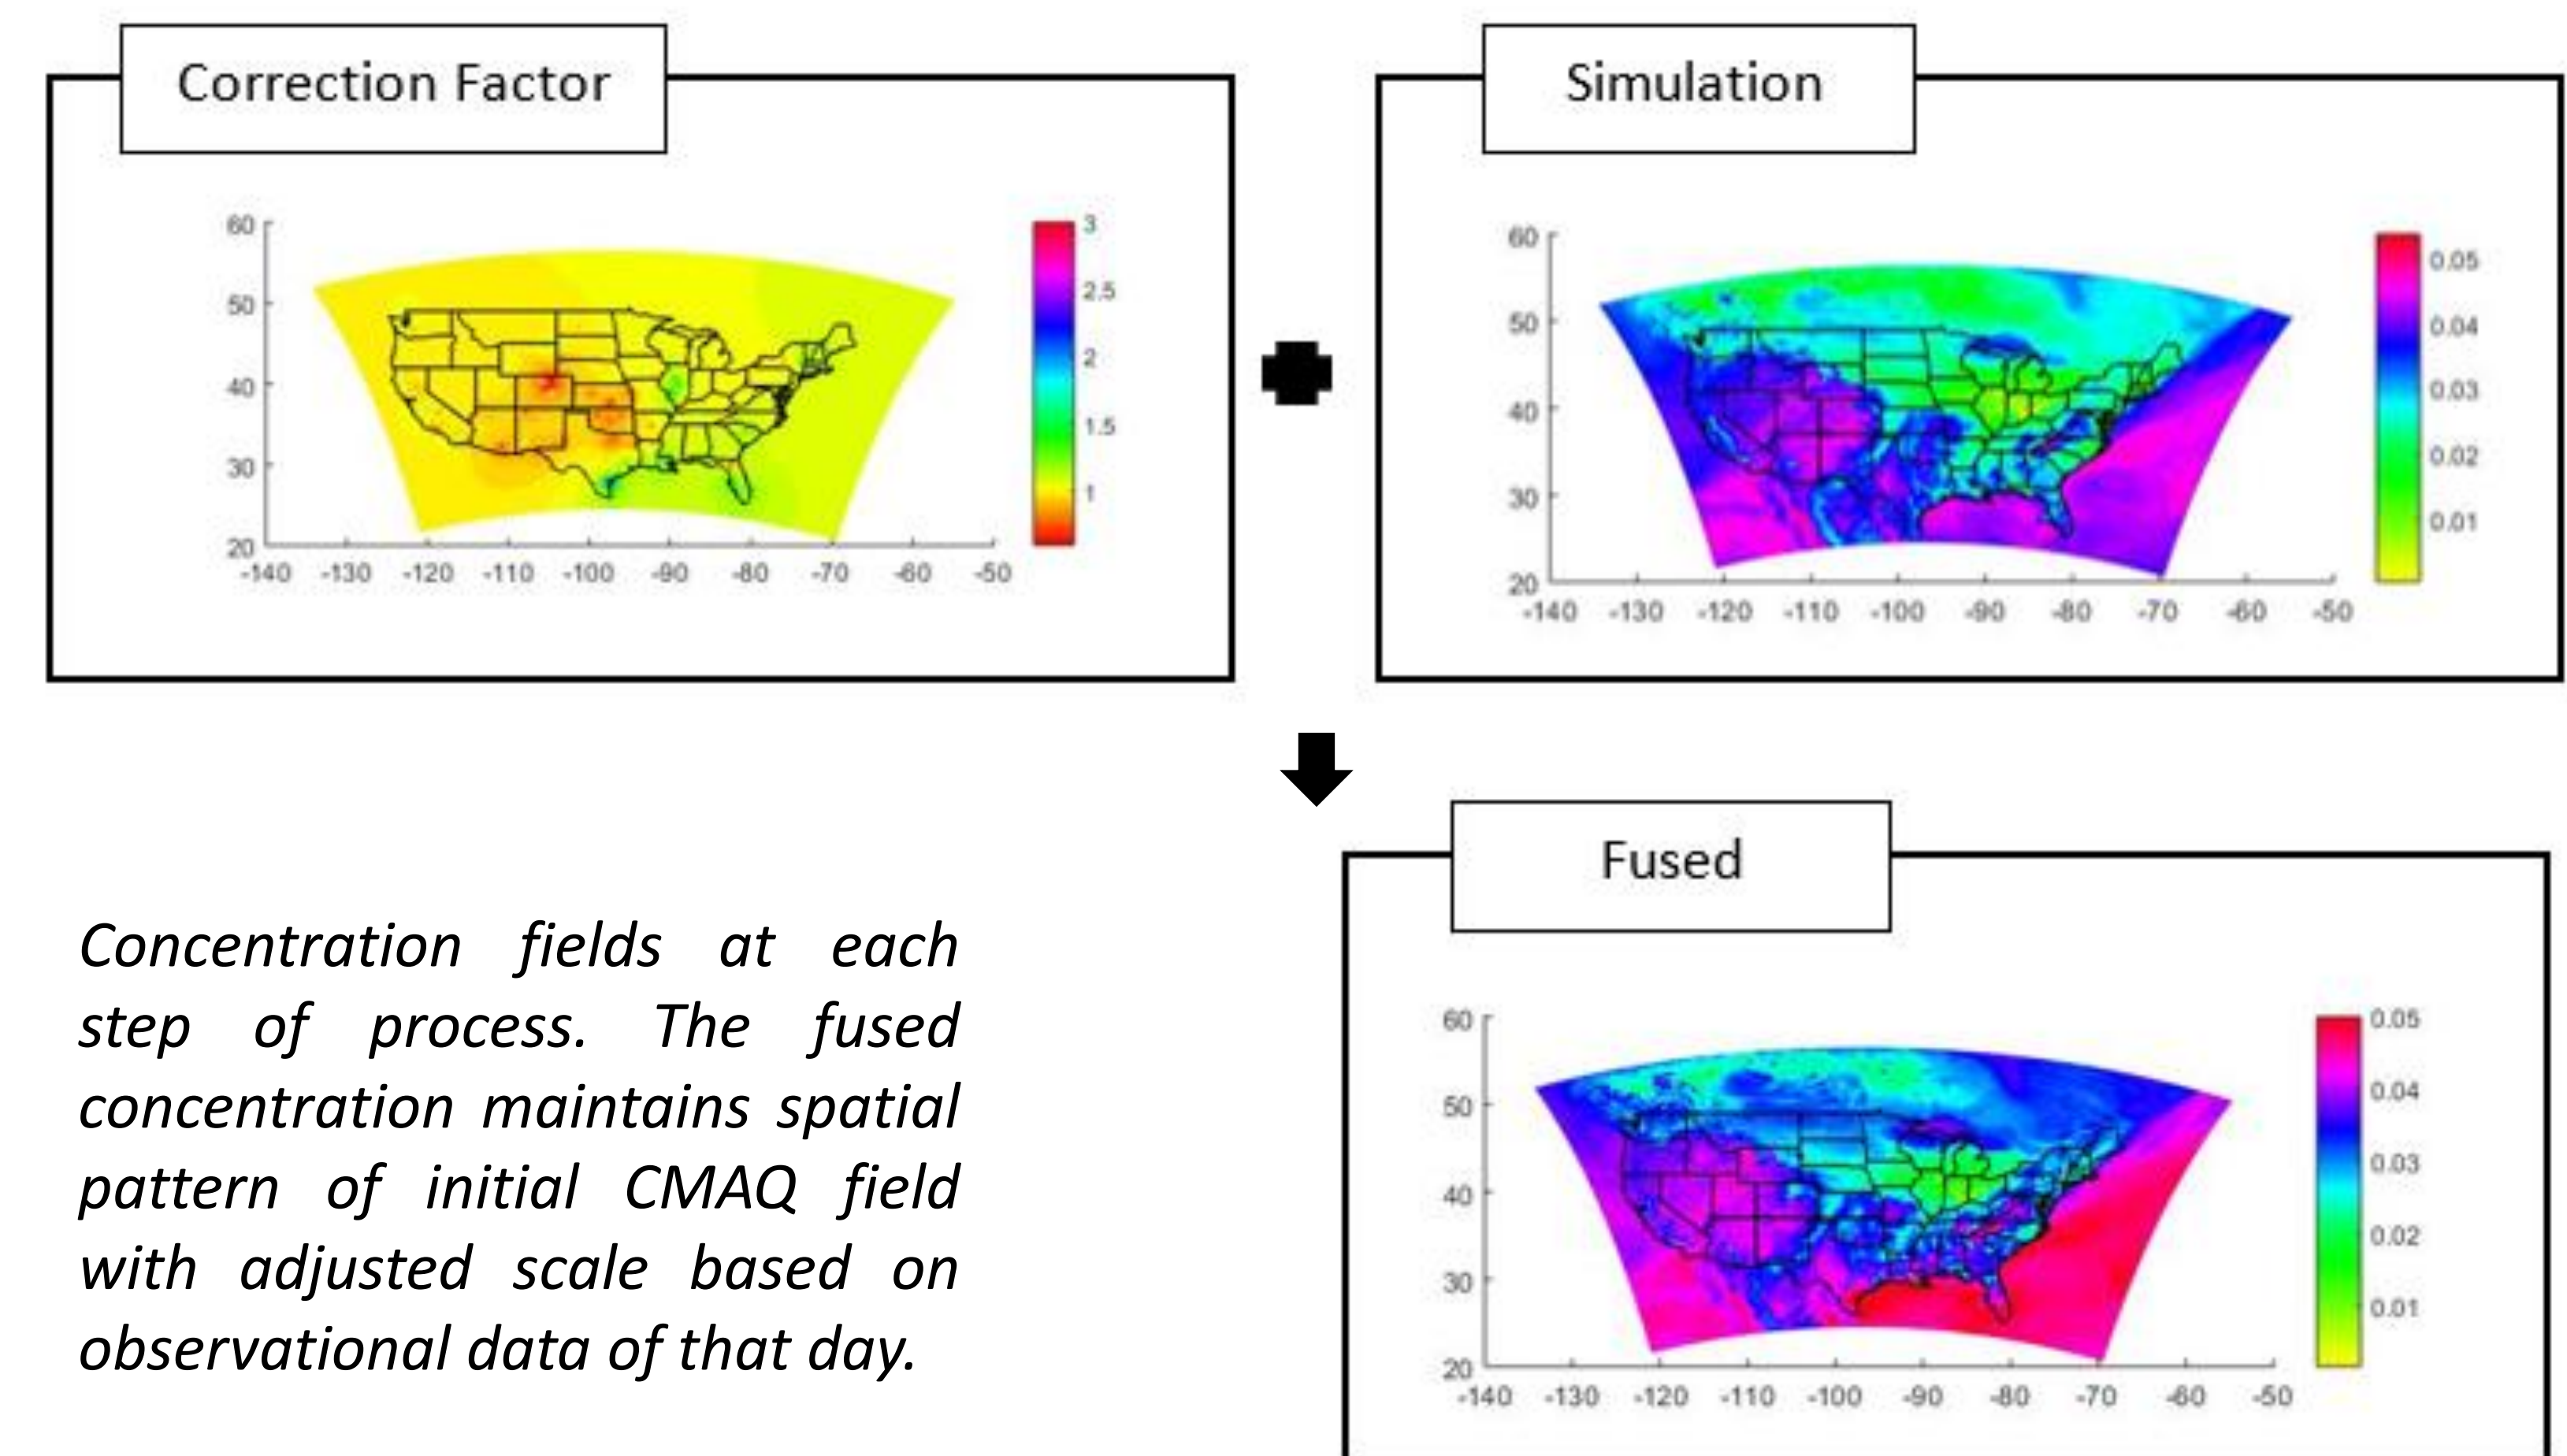 Correction Factor
60
50
40
30
20
-140 -130 -120 -110 -100 -90 -80 -70 -60 -50
3
2.5
2
1.5
1
Simulation
60
50
40
30
20
-140 -130 -120 -110 -100 -90 -80 -70 -60 -50
0.05
0.04
0.03
0.02
0.01
Concentration fields at each
step of process. The fused
concentration maintains spatial
pattern of initial CMAQ field
with adjusted scale based on
observational data of that day.
Fused
60
50
40
30
20
-140 -130 -120 -110 -100 -90 -80 -70 -60 -50
0.05
0.04
0.03
0.02
0.01